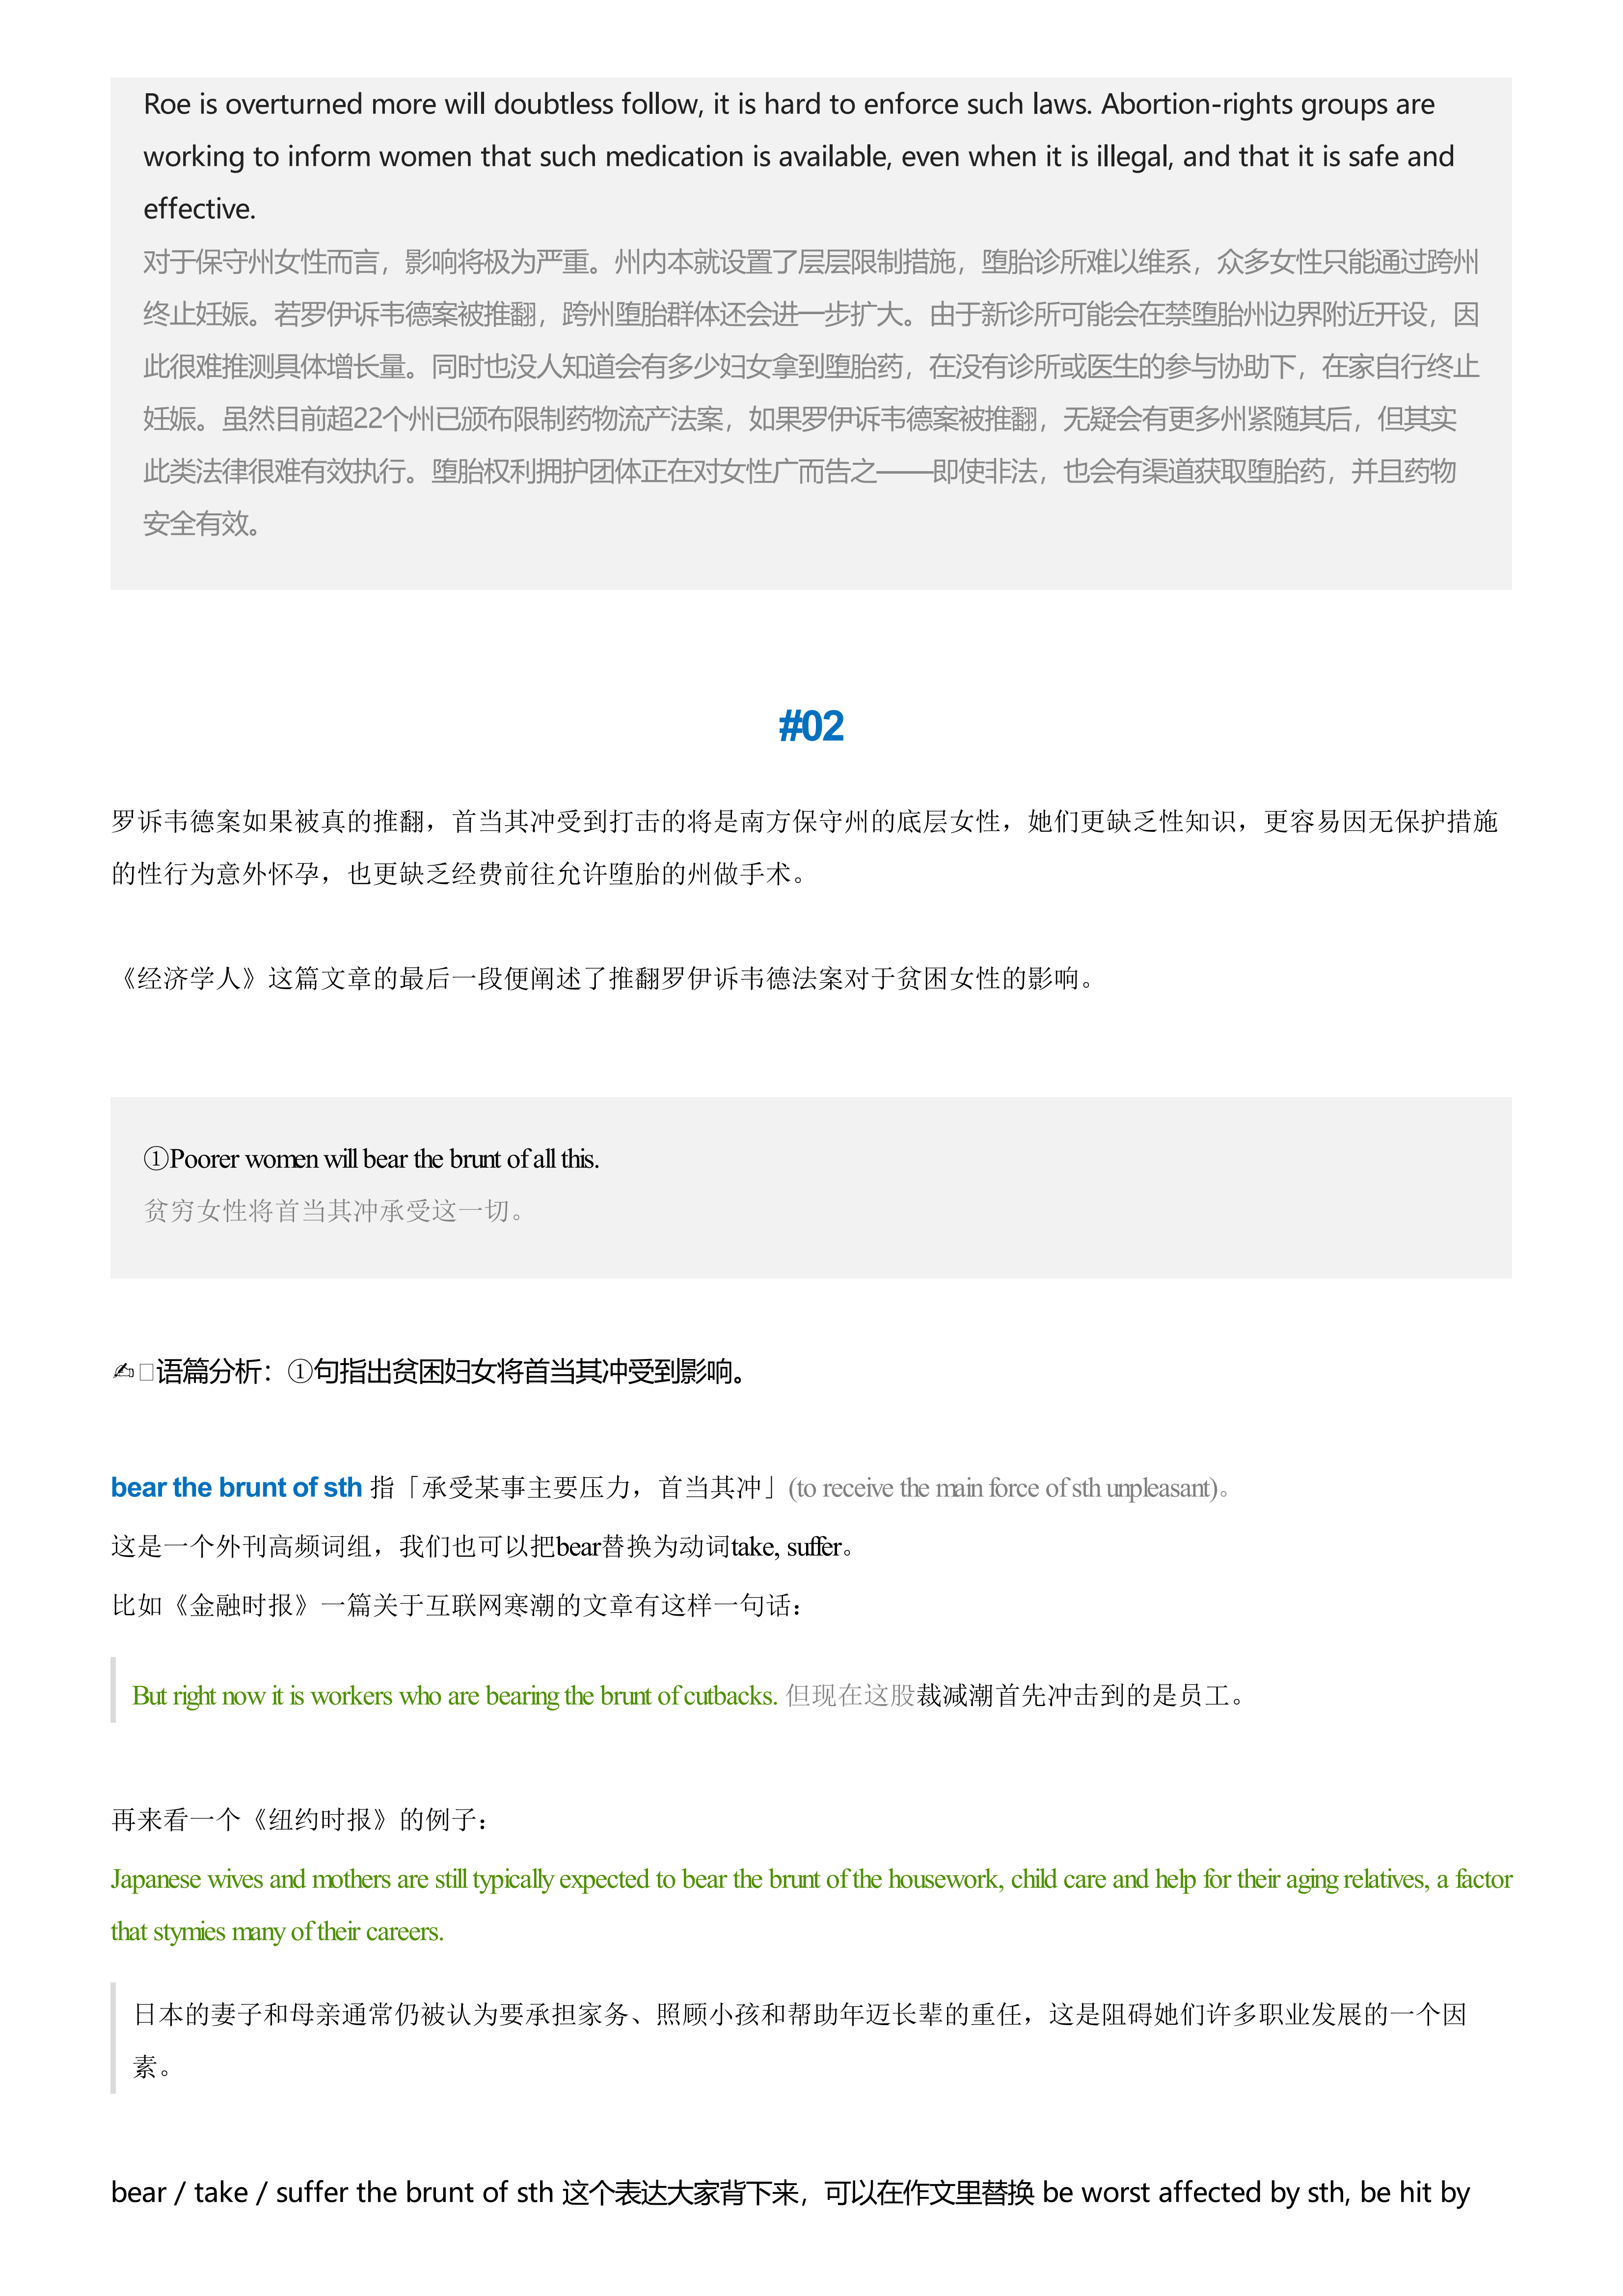 Roe is overturned more will doubtless follow, it is hard to enforce such laws. Abortion-rights groups are
working to inform women that such medication is available, even when it is illegal, and that it is safe and
effective.
对于保守州女性而言，影响将极为严重。州内本就设置了层层限制措施，堕胎诊所难以维系，众多女性只能通过跨州
终止妊娠。若罗伊诉韦德案被推翻，跨州堕胎群体还会进一步扩大。由于新诊所可能会在禁堕胎州边界附近开设，因
此很难推测具体增长量。同时也没人知道会有多少妇女拿到堕胎药，在没有诊所或医生的参与协助下，在家自行终止
妊娠。虽然目前超22个州已颁布限制药物流产法案，如果罗伊诉韦德案被推翻，无疑会有更多州紧随其后，但其实
此类法律很难有效执行。堕胎权利拥护团体正在对女性广而告之——即使非法，也会有渠道获取堕胎药，并且药物
安全有效。
#02
罗诉韦德案如果被真的推翻，首当其冲受到打击的将是南方保守州的底层女性，她们更缺乏性知识，更容易因无保护措施
的性行为意外怀孕，也更缺乏经费前往允许堕胎的州做手术。
《经济学人》这篇文章的最后一段便阐述了推翻罗伊诉韦德法案对于贫困女性的影响。
①Poorer women will bear the brunt of all this.
贫穷女性将首当其冲承受这一切。
✍️语篇分析：①句指出贫困妇女将首当其冲受到影响。
bear the brunt of sth 指「承受某事主要压力，首当其冲」(to receive the main force of sth unpleasant)。
这是一个外刊高频词组，我们也可以把bear替换为动词take, suffer。
比如《金融时报》一篇关于互联网寒潮的文章有这样一句话：
But right now it is workers who are bearing the brunt of cutbacks. 但现在这股裁减潮首先冲击到的是员工。
再来看一个《纽约时报》的例子：
Japanese wives and mothers are still typically expected to bear the brunt of the housework, child care and help for their aging relatives, a factor
that stymies many of their careers.
日本的妻子和母亲通常仍被认为要承担家务、照顾小孩和帮助年迈长辈的重任，这是阻碍她们许多职业发展的一个因
素。
bear / take / suffer the brunt of sth 这个表达大家背下来，可以在作文里替换 be worst affected by sth, be hit by